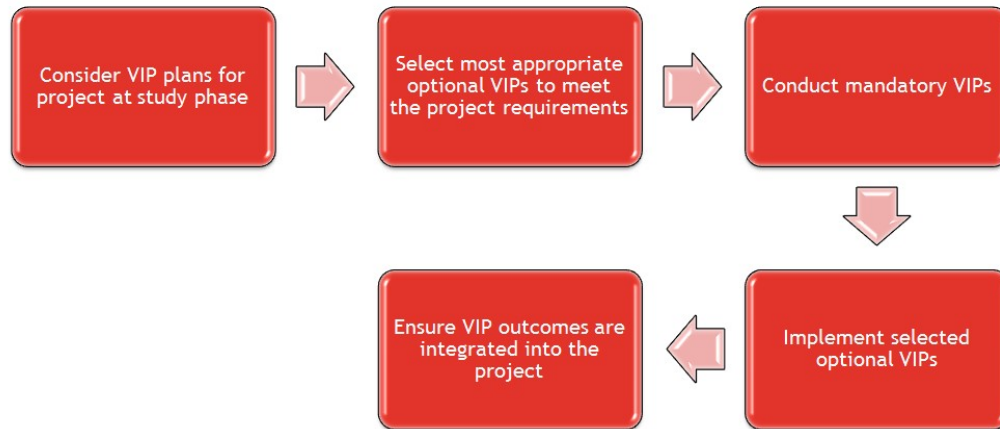 Consider VIP plans for
project at study phase
Select most appropriate
optional VIPs to meet
the project requirements
Conduct mandatory VIPs
Implement selected
optional VIPs
Ensure VIP outcomes are
integrated into the
project